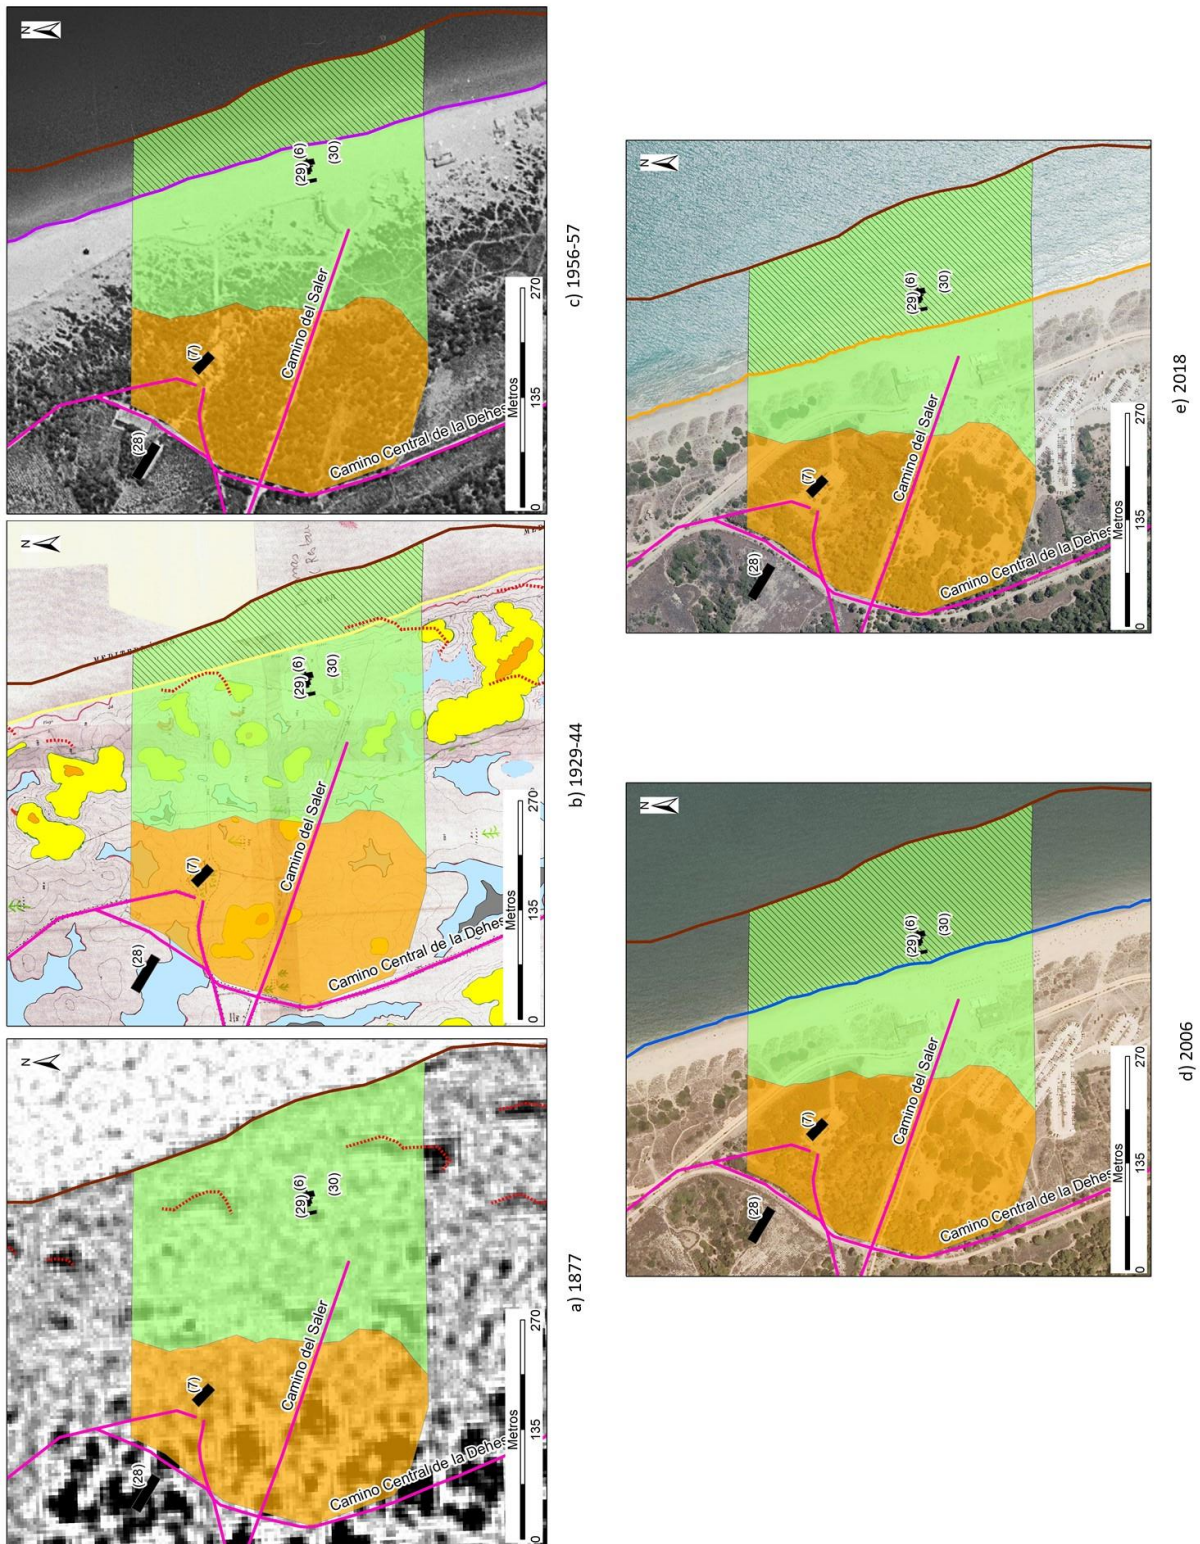 N
(28)
(7)
(29)
(6)
(30)
Camino del Saler
Camino Central de la Dehes
Metros
0
135
270
a) 1877
N
(28)
(7)
(29)
(6)
(30)
Camino del Saler
Camino Central de la Dehes
Metros
0
135
270
b) 1929-44
N
(28)
(7)
(29)
(6)
(30)
Camino del Saler
Camino Central de la Dehes
Metros
0
135
270
c) 1956-57
N
(28)
(7)
(29)
(6)
(30)
Camino del Saler
Camino Central de la Dehes
Metros
0
135
270
d) 2006
N
(28)
(7)
(29)
(6)
(30)
Camino del Saler
Camino Central de la Dehes
Metros
0
135
270
e) 2018